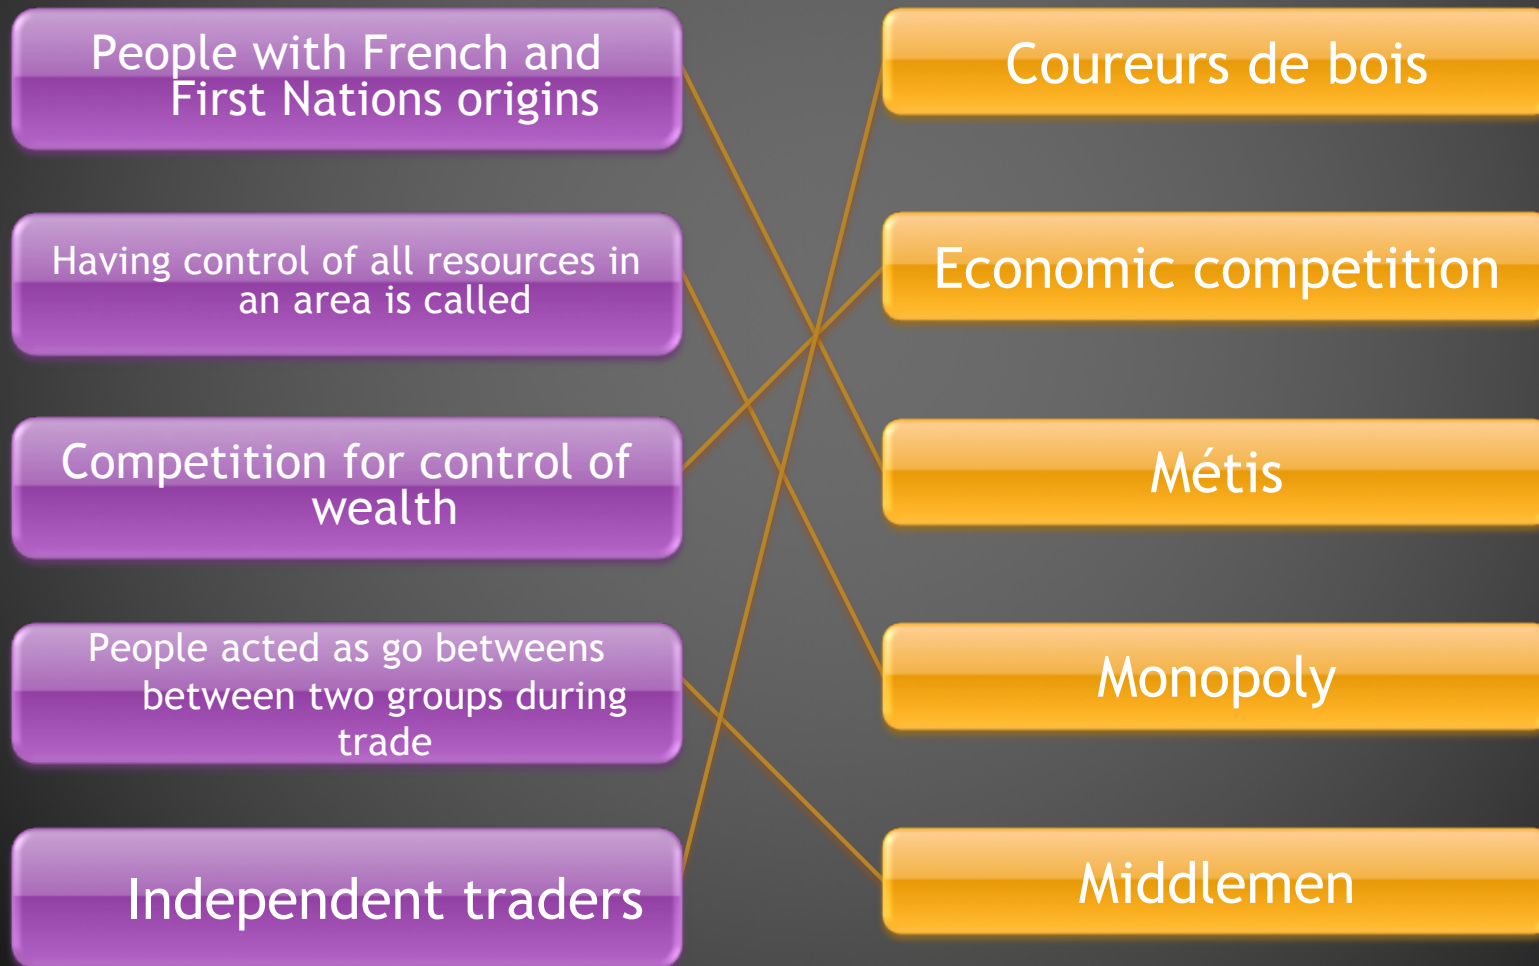 People with French and
First Nations origins
Coureurs de bois
Having control of all resources in
an area is called
Economic competition
Competition for control of
wealth
Métis
People acted as go betweens
between two groups during
trade
Monopoly
Independent traders
Middlemen